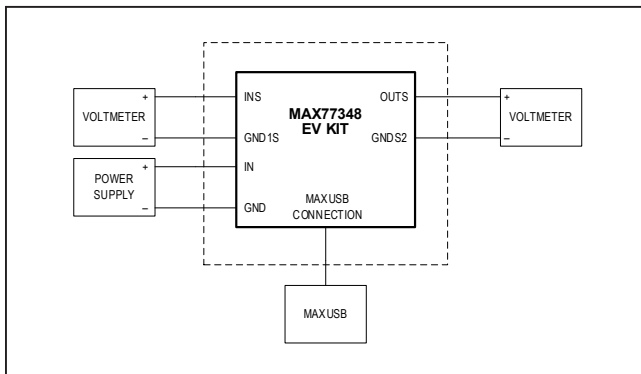 +
VOLTMETER
−
+
POWER
SUPPLY
−
INS
GND1S
IN
GND
MAX77348
EV KIT
MAXUSB
CONNECTION
OUTS
GNDS2
+
VOLTMETER
−
MAXUSB